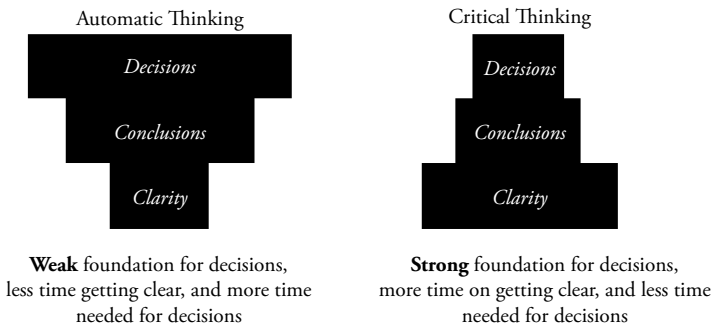 Automatic Thinking
Decisions
Conclusions
Clarity
Weak foundation for decisions,
less time getting clear, and more time
needed for decisions
Critical Thinking
Decisions
Conclusions
Clarity
Strong foundation for decisions,
more time on getting clear, and less time
needed for decisions